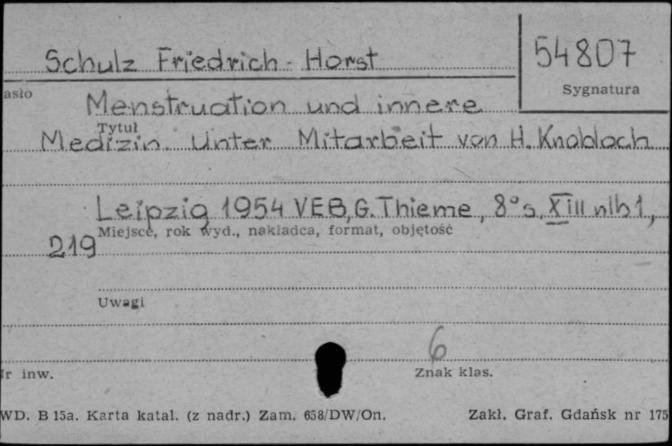 Schulz Friedrich-Horst
54807
Sygnatura
asło
Menstruation und innere
Tytuł
Medizin. Unter Mitarbeit von H. Knobloch
Leipzig 1954 VEB, G. Thieme, 8° s. XIII nlb 1,
219
Miejsce, rok wyd., nakładca, format, objętość
Uwagi
6
Nr inw.
Znak klas.
WD. B 15a. Karta katal. (z nadr.) Zam. 658/DW/On.
Zakł. Graf. Gdańsk nr 175